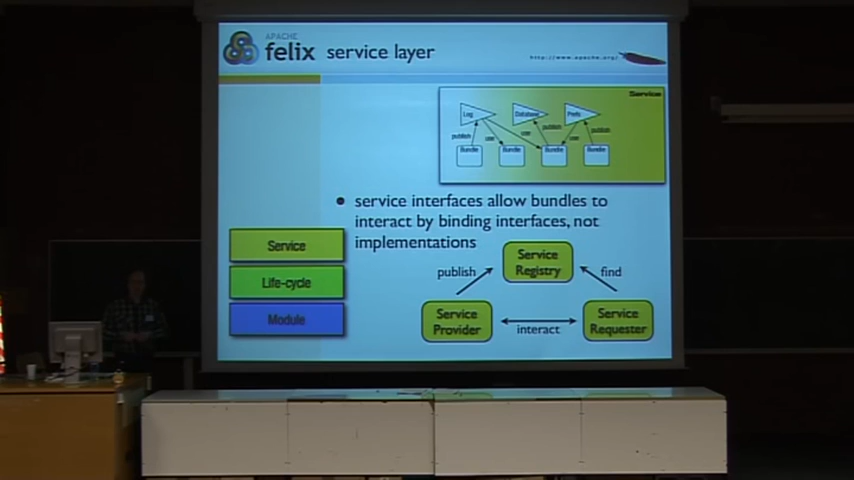 APACHE
felix service layer
http://www.apache.org/
Service
Log
Database
Prefs
publish
use
use
publish
use
publish
Bundle
Bundle
Bundle
Bundle
• service interfaces allow bundles to
interact by binding interfaces, not
implementations
Service
Life-cycle
Module
Service
Registry
publish
find
Service
Provider
interact
Service
Requester